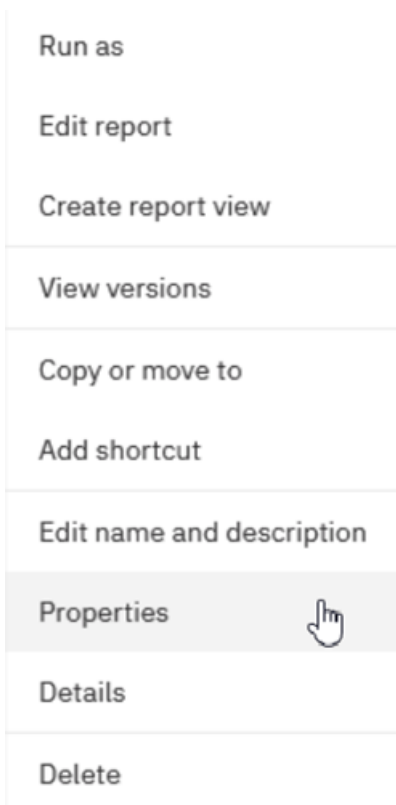 Run as
Edit report
Create report view
View versions
Copy or move to
Add shortcut
Edit name and description
Properties
Details
Delete